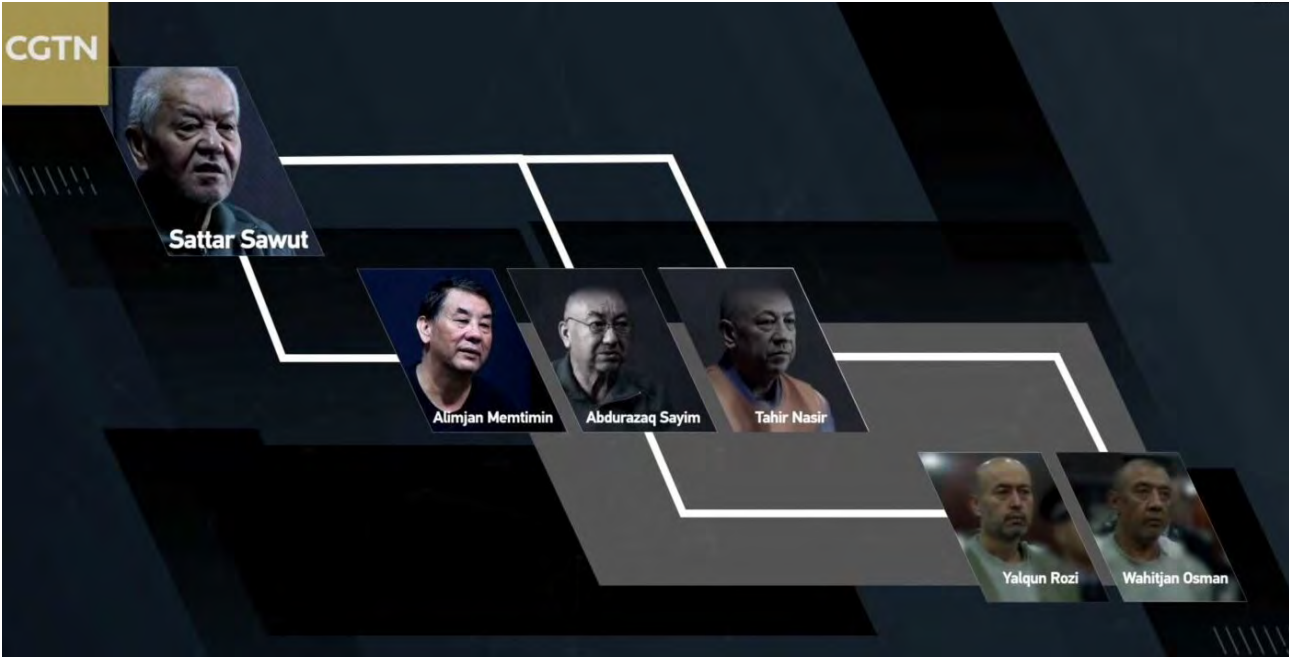 CGTN
Sattar Sawut
Alimjan Memtimin
Abdurazaq Sayim
Tahir Nasir
Yalqun Rozi
Wahitjan Osman